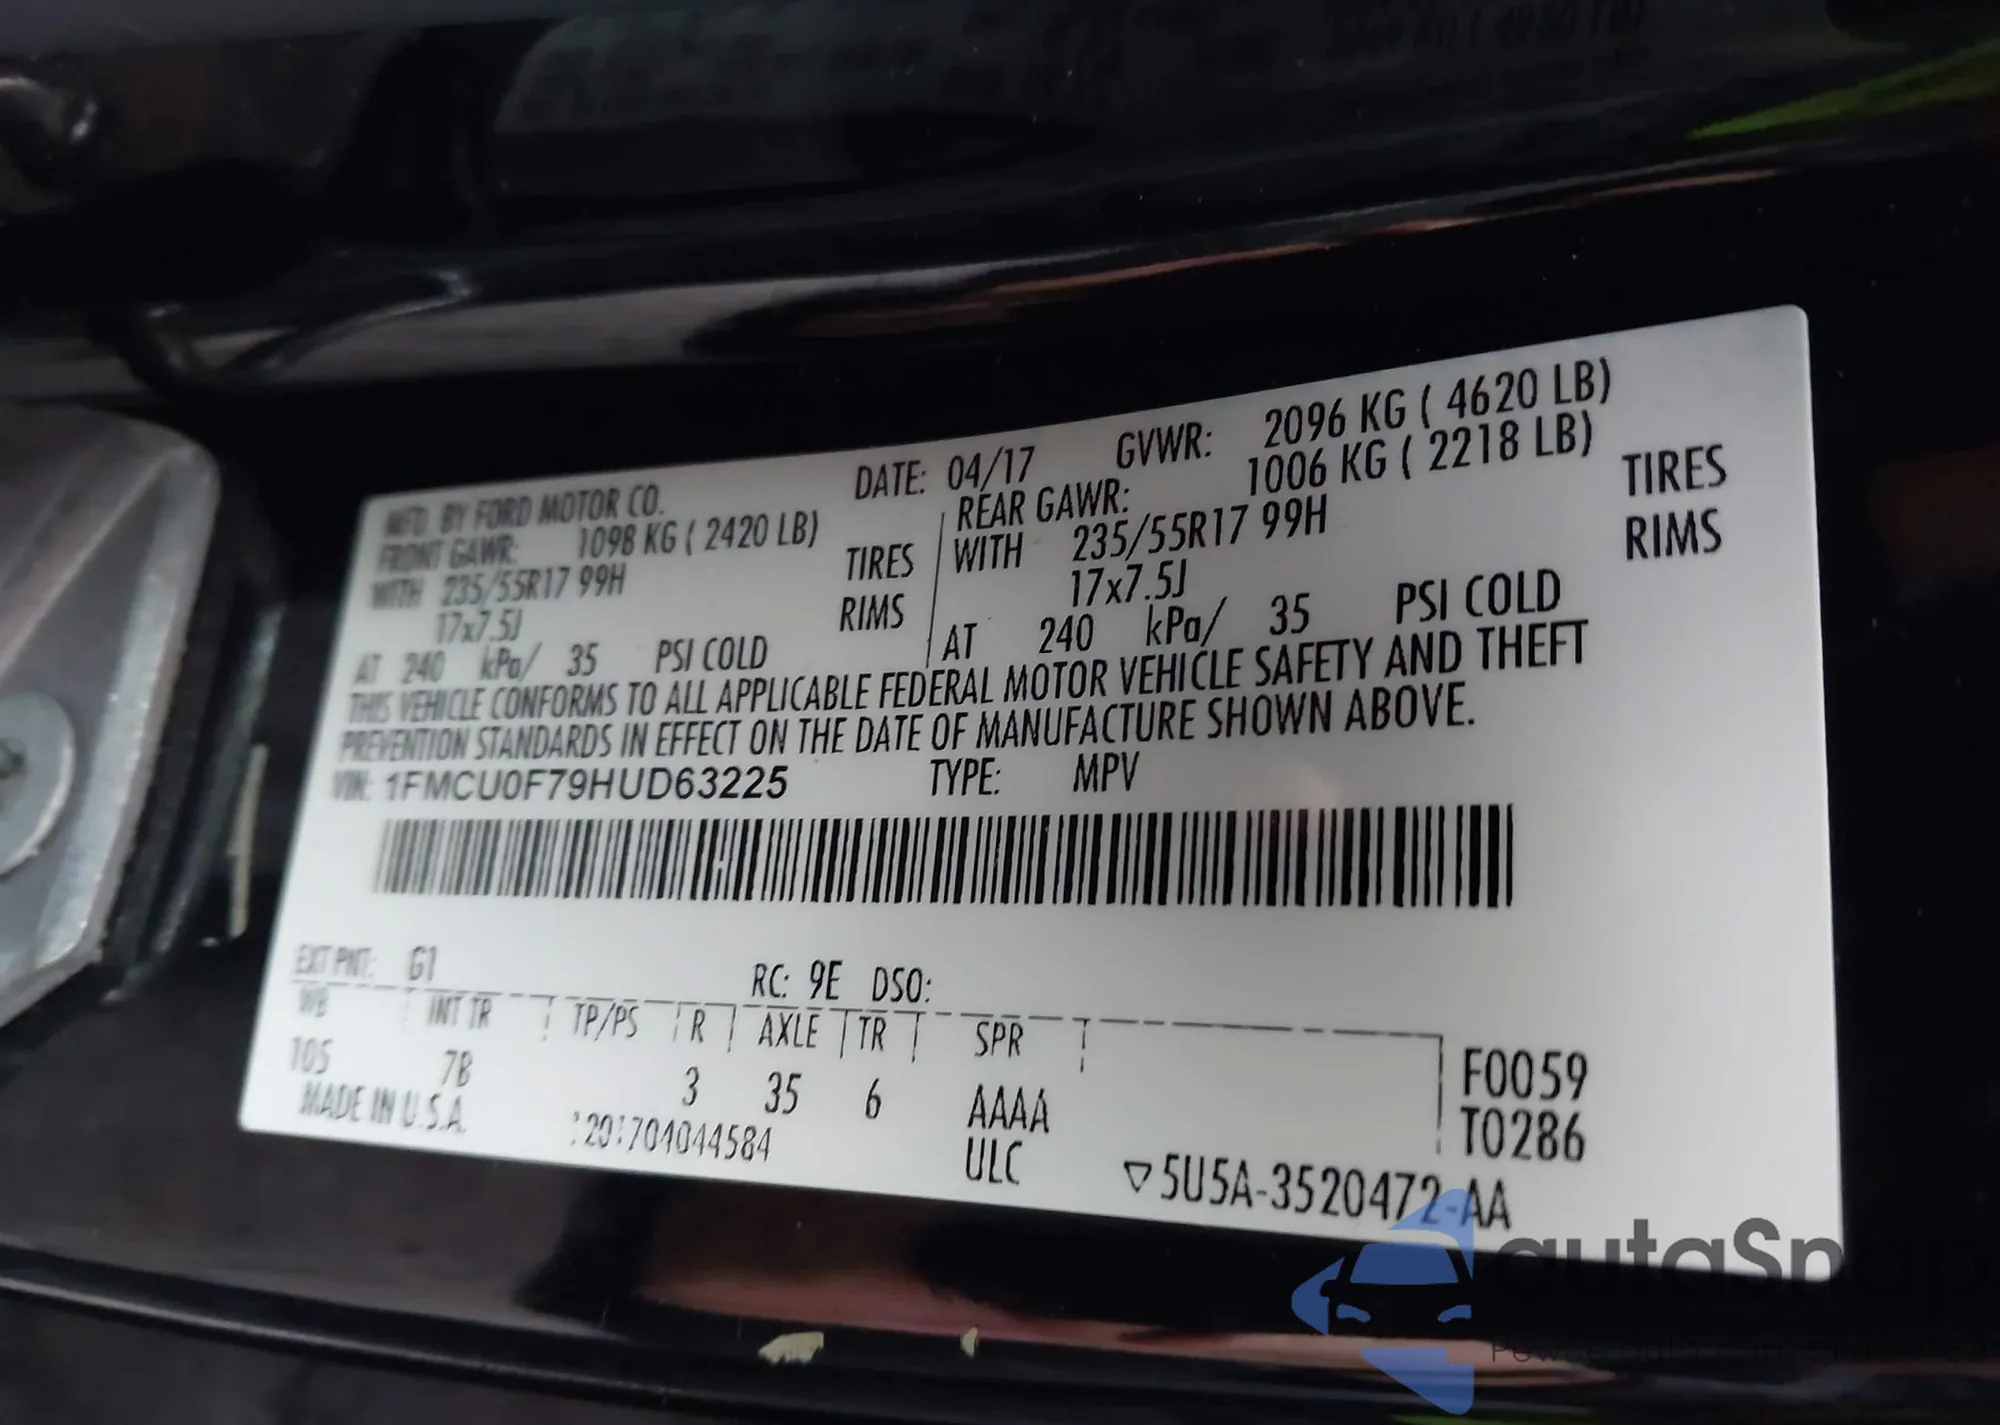 MFD. BY FORD MOTOR CO. DATE: 04/17 GVWR: 2096 KG ( 4620 LB)
FRONT GAWR: 1098 KG ( 2420 LB) REAR GAWR: 1006 KG ( 2218 LB)
WITH 235/55R17 99H TIRES WITH 235/55R17 99H TIRES
17x7.5J RIMS 17x7.5J RIMS
AT 240 kPa/ 35 PSI COLD AT 240 kPa/ 35 PSI COLD
THIS VEHICLE CONFORMS TO ALL APPLICABLE FEDERAL MOTOR VEHICLE SAFETY AND THEFT
PREVENTION STANDARDS IN EFFECT ON THE DATE OF MANUFACTURE SHOWN ABOVE.
VIN: 1FMCU0F79HUD63225 TYPE: MPV
EXT PNT: G1 RC: 9E DSO:
WB INT TR TP/PS R AXLE TR SPR
105 7B 3 35 6 AAAA F0059
MADE IN U.S.A. 201704044584 ULC T0286
▽5U5A-3520472-AA
autoSnap